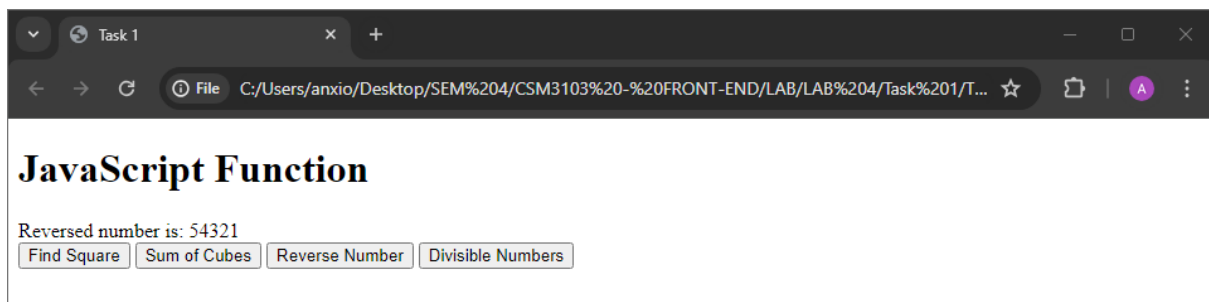 Task 1
File C:/Users/anxio/Desktop/SEM%204/CSM3103%20-%20FRONT-END/LAB/LAB%204/Task%201/T...
A
JavaScript Function
Reversed number is: 54321
Find Square Sum of Cubes Reverse Number Divisible Numbers